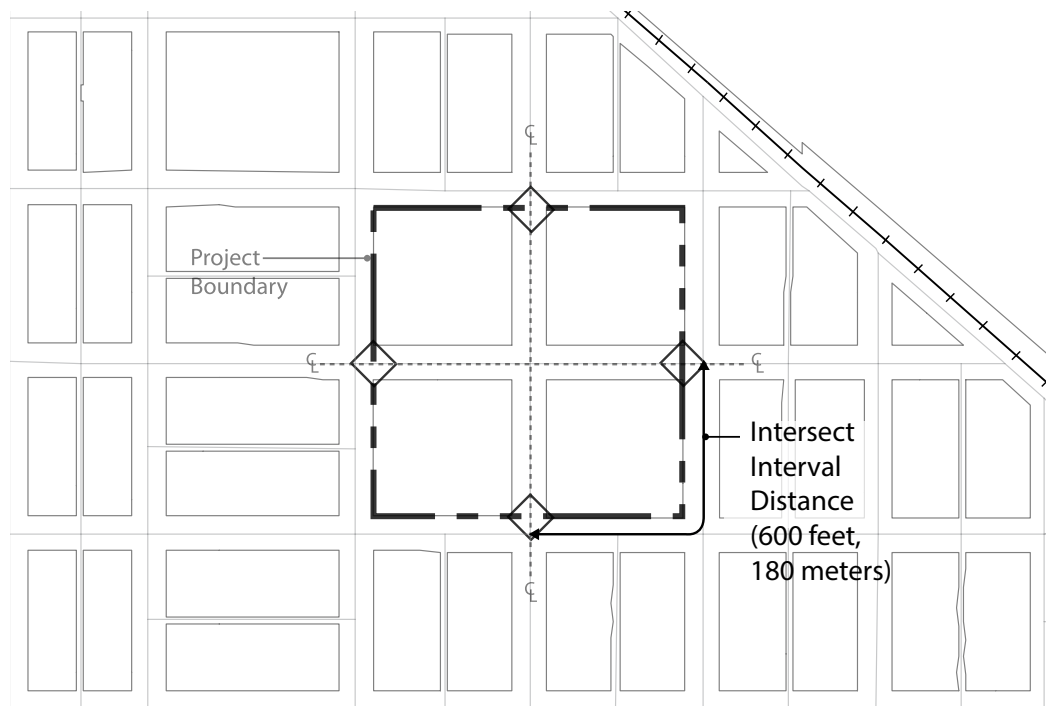 ℄
Project
Boundary
℄
℄
Intersect
Interval
Distance
(600 feet,
180 meters)
℄